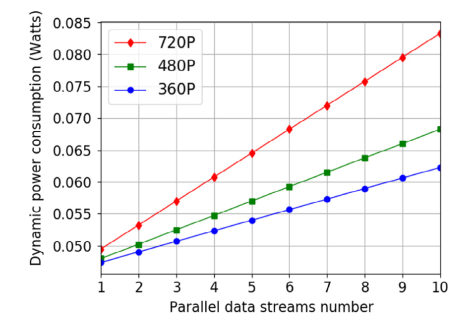 Dynamic power consumption (Watts)
0.085
0.080
0.075
0.070
0.065
0.060
0.055
0.050
720P
480P
360P
1 2 3 4 5 6 7 8 9 10
Parallel data streams number